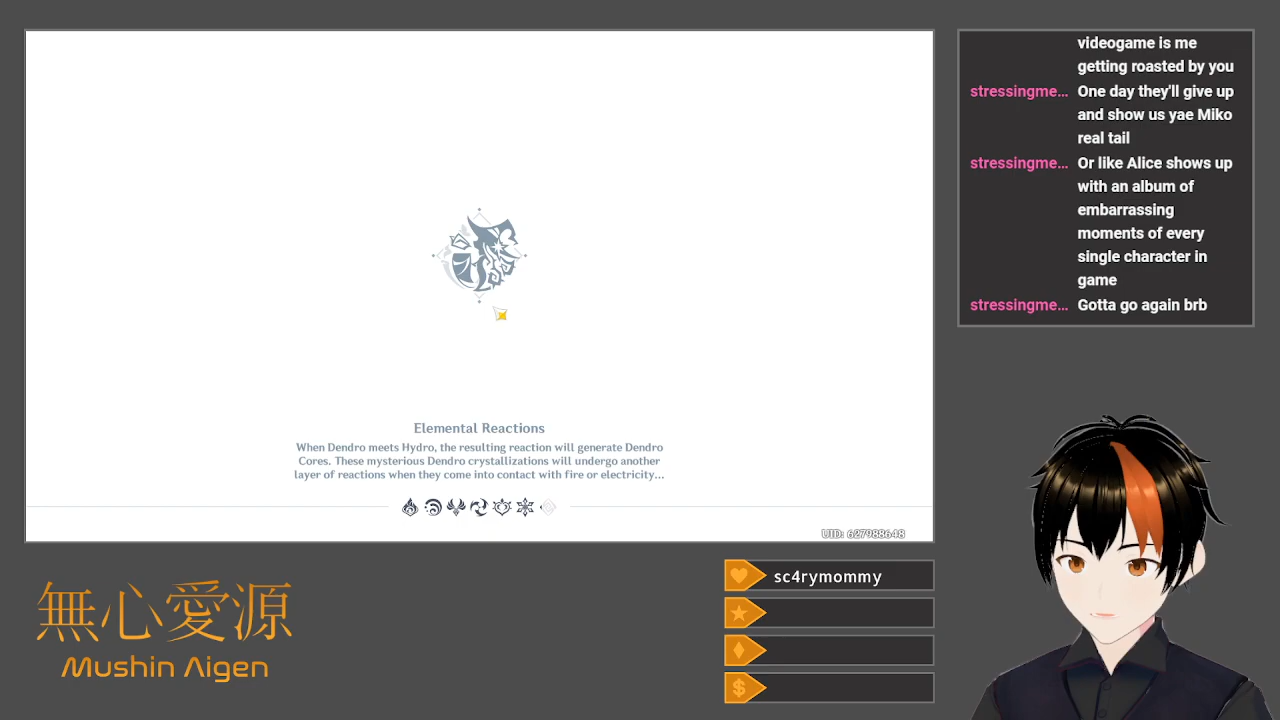 videogame is me
getting roasted by you
stressingme... One day they'll give up
and show us yae Miko
real tail
stressingme... Or like Alice shows up
with an album of
embarrassing
moments of every
single character in
game
stressingme... Gotta go again brb
Elemental Reactions
When Dendro meets Hydro, the resulting reaction will generate Dendro
Cores. These mysterious Dendro crystallizations will undergo another
layer of reactions when they come into contact with fire or electricity...
UID: 627988648
sc4rymommy
$
無心愛源
Mushin Aigen